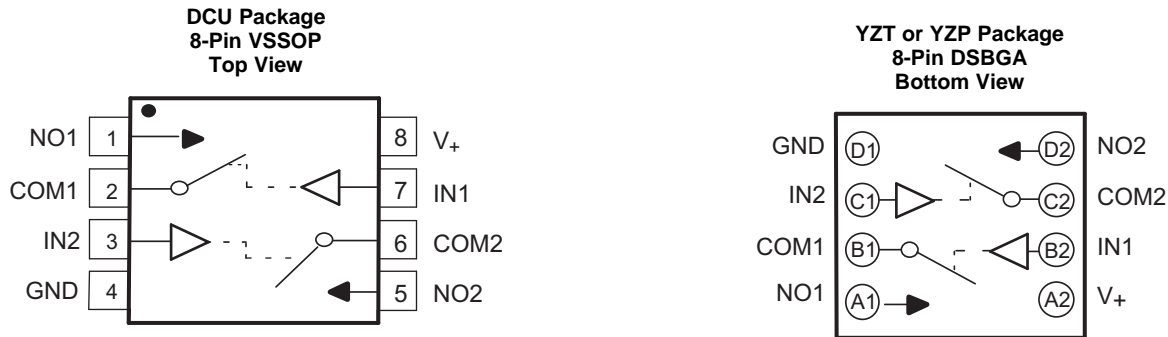 DCU Package
8-Pin VSSOP
Top View
NO1 1
8 V+
COM1 2
7 IN1
IN2 3
6 COM2
GND 4
5 NO2
YZT or YZP Package
8-Pin DSBGA
Bottom View
GND D1
D2 NO2
IN2 C1
C2 COM2
COM1 B1
B2 IN1
NO1 A1
A2 V+